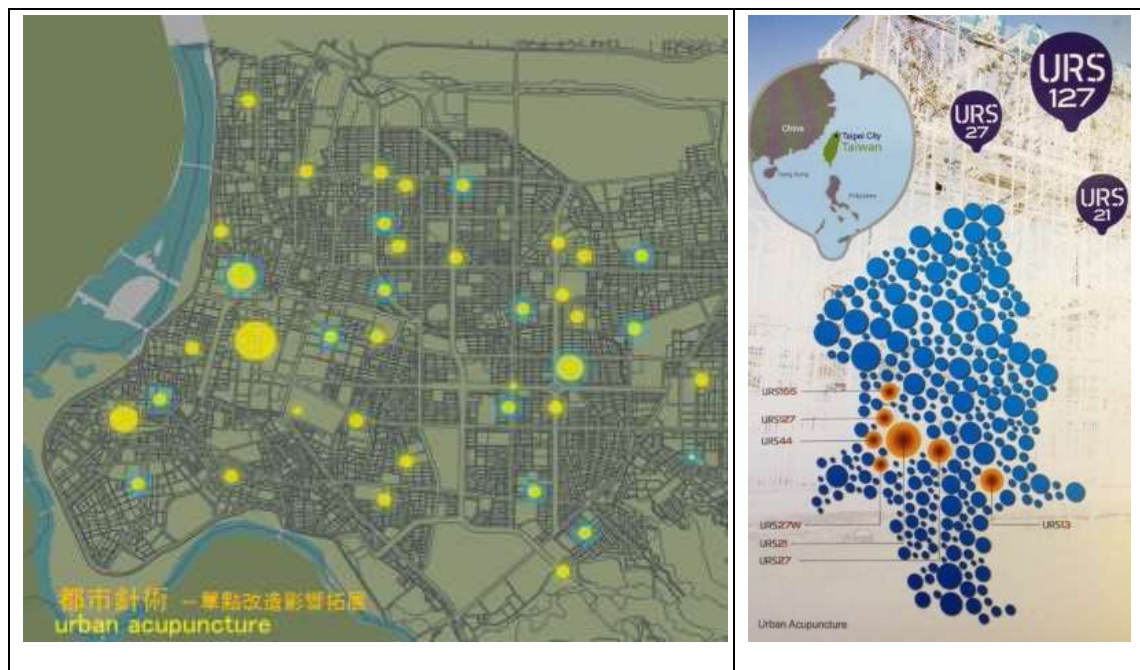 都市針術 －單點改造影響拓展
urban acupuncture
URS
127
URS
27
URS
21
China
Taipei City
Taiwan
Hong Kong
Philippines
URS127
URS44
URS27W
URS21
URS27
URS13
Urban Acupuncture